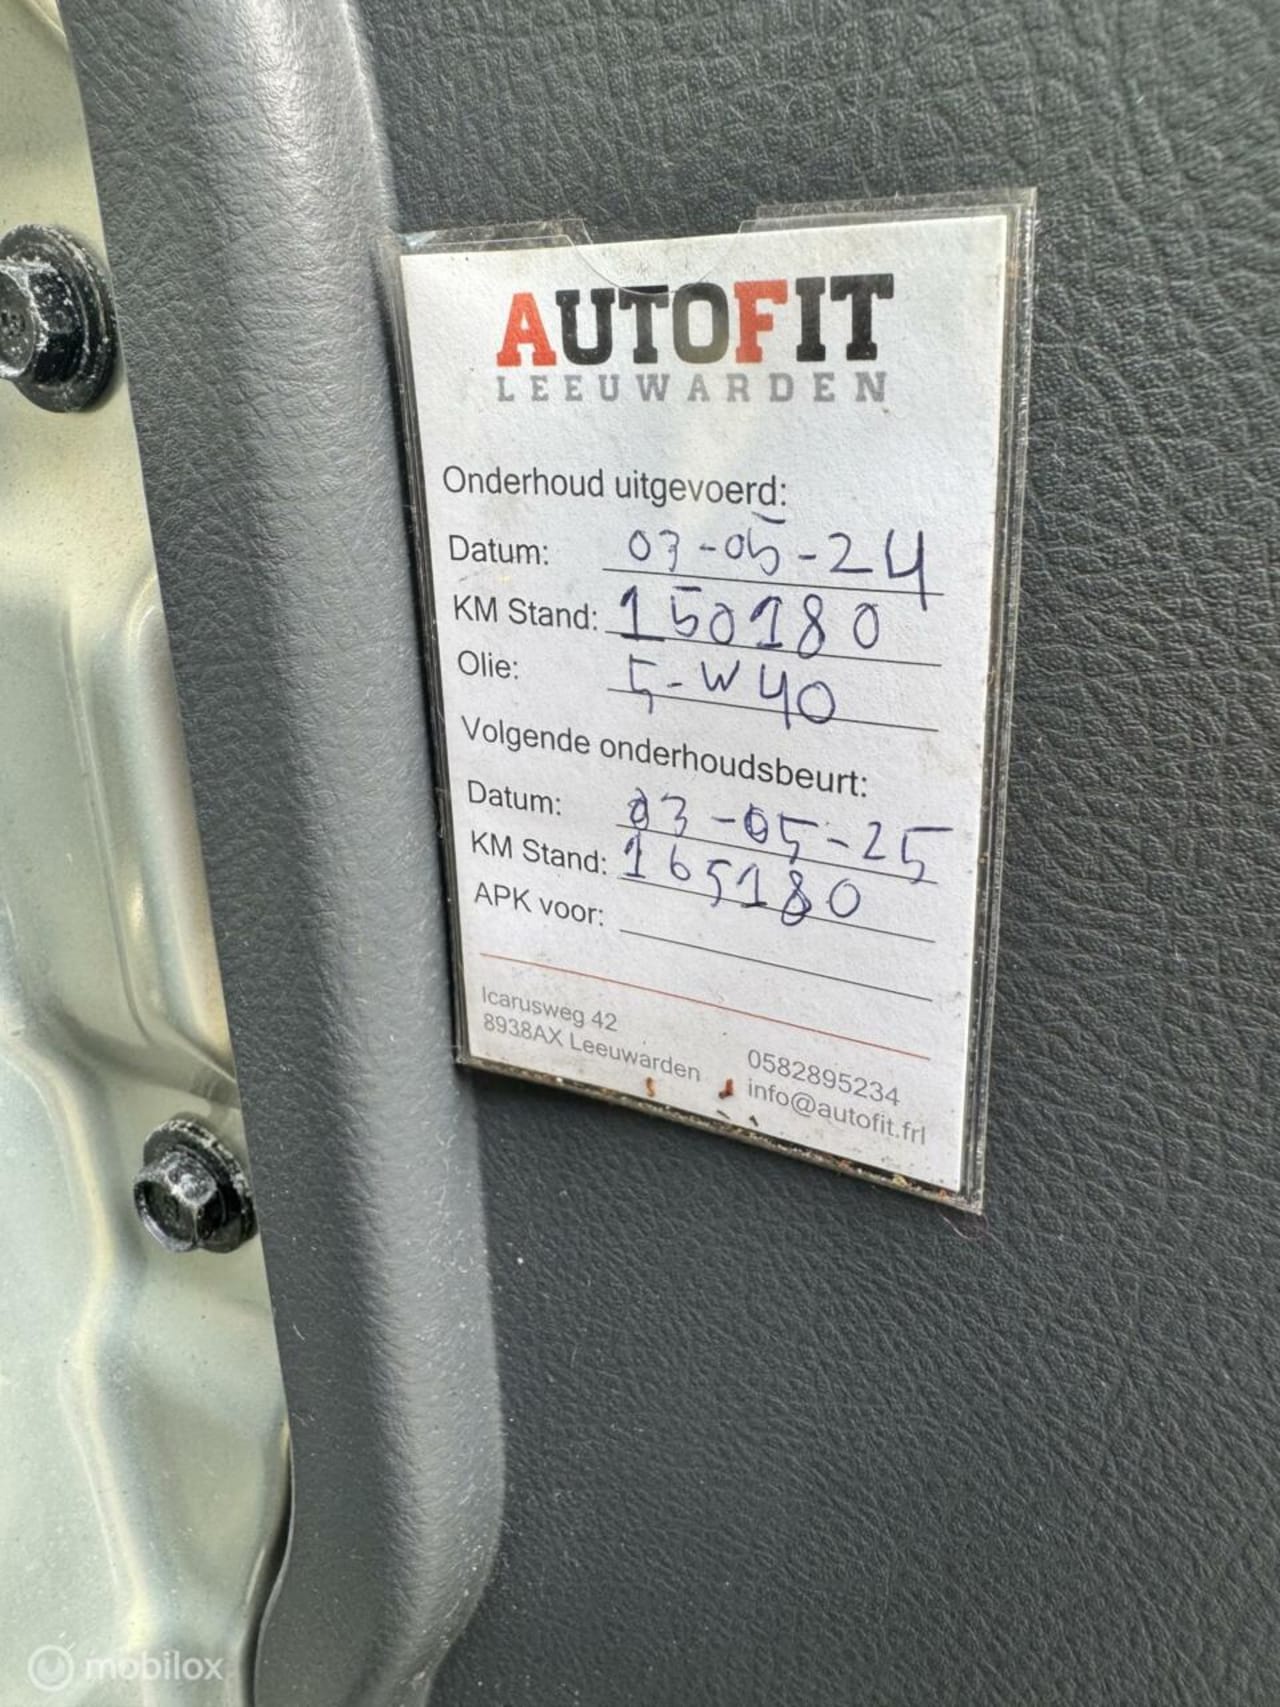 AUTOFIT
LEEUWARDEN
Onderhoud uitgevoerd:
Datum: 03-05-24
KM Stand: 150180
Olie: 5-W40
Volgende onderhoudsbeurt:
Datum: 03-05-25
KM Stand: 165180
APK voor:
Icarusweg 42
8938AX Leeuwarden
0582895234
info@autofit.frl
mobilox